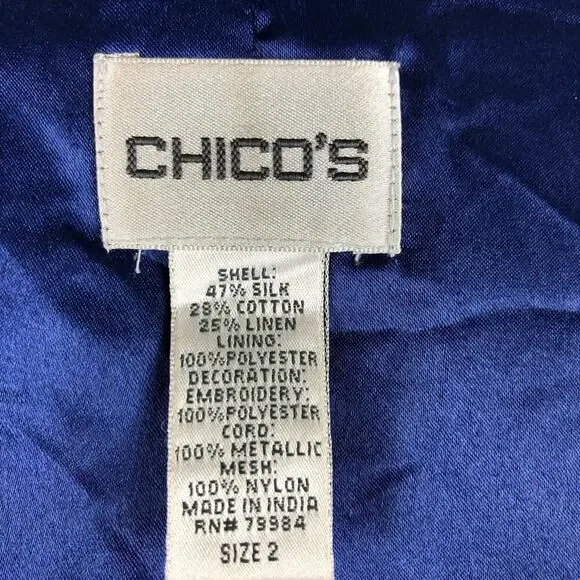 CHICO'S
SHELL:
47% SILK
28% COTTON
25% LINEN
LINING:
100%POLYESTER
DECORATION:
EMBROIDERY:
100%POLYESTER
CORD:
100% METALLIC
MESH:
100% NYLON
MADE IN INDIA
RN# 79984
SIZE 2